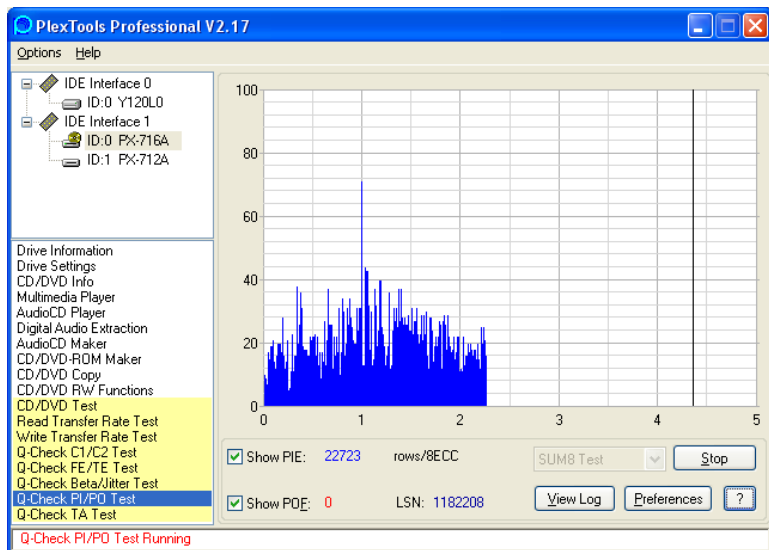 PlexTools Professional V2.17
Options Help
IDE Interface 0
ID:0 Y120L0
IDE Interface 1
ID:0 PX-716A
ID:1 PX-712A
Drive Information
Drive Settings
CD/DVD Info
Multimedia Player
AudioCD Player
Digital Audio Extraction
AudioCD Maker
CD/DVD-ROM Maker
CD/DVD Copy
CD/DVD RW Functions
CD/DVD Test
Read Transfer Rate Test
Write Transfer Rate Test
Q-Check C1/C2 Test
Q-Check FE/TE Test
Q-Check Beta/Jitter Test
Q-Check PI/PO Test
Q-Check TA Test
100
80
60
40
20
0
0 1 2 3 4 5
Show PIE: 22723 rows/8ECC SUM8 Test Stop
Show POF: 0 LSN: 1182208 View Log Preferences ?
Q-Check PI/PO Test Running